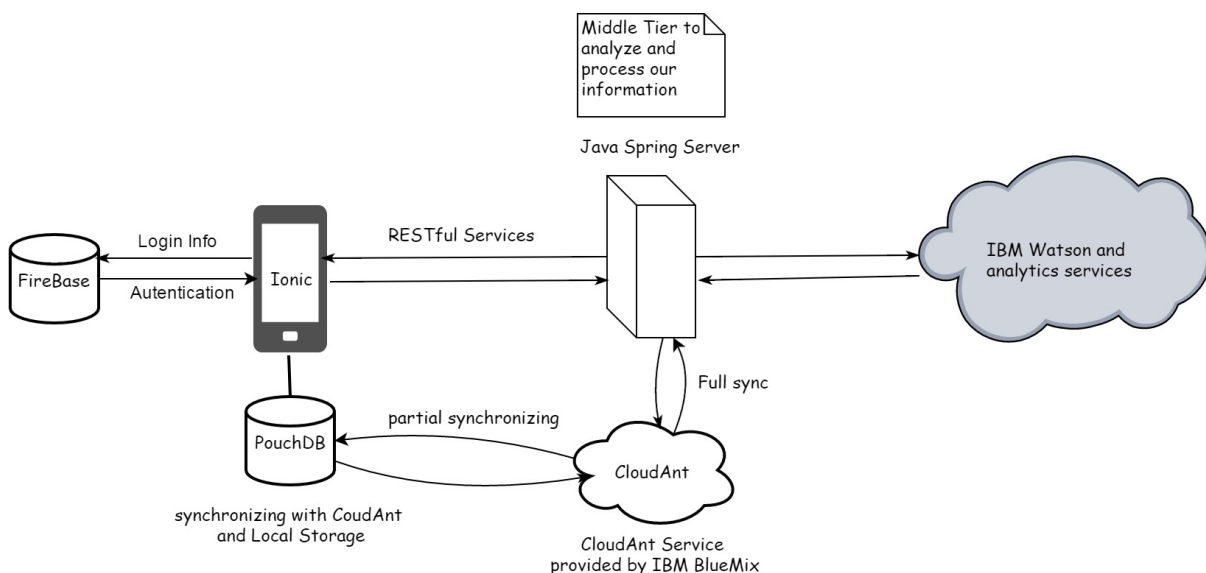 Middle Tier to
analyze and
process our
information
Java Spring Server
Login Info
RESTful Services
FireBase
Ionic
IBM Watson and
analytics services
Autentication
Full sync
partial synchronizing
PouchDB
CloudAnt
synchronizing with CoudAnt
and Local Storage
CloudAnt Service
provided by IBM BlueMix